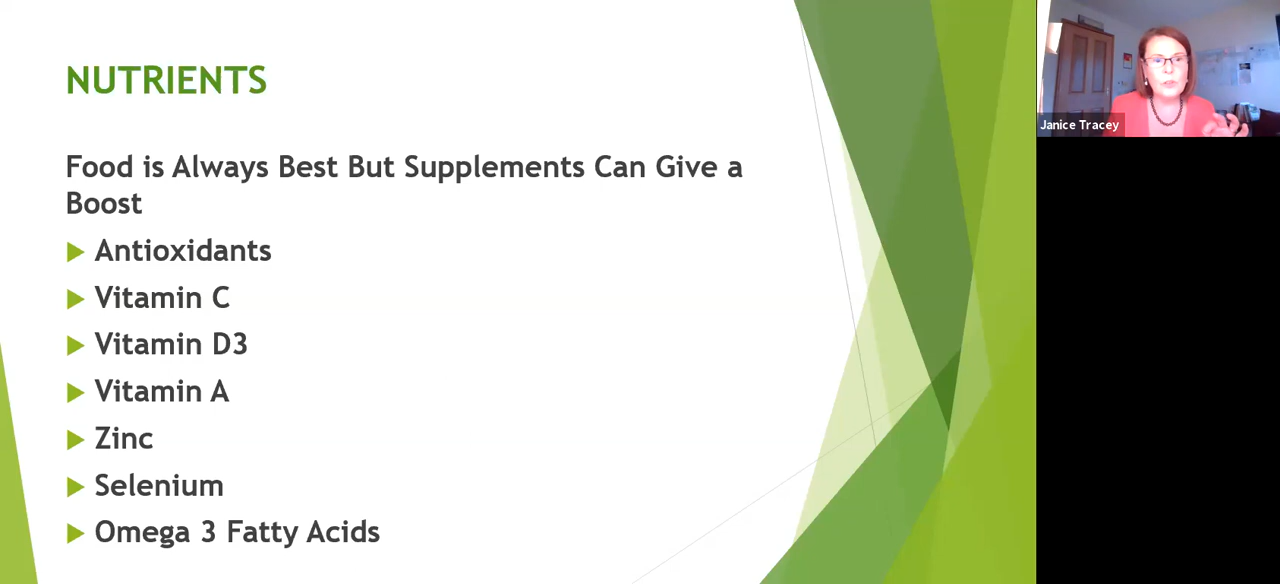 NUTRIENTS
Food is Always Best But Supplements Can Give a
Boost
Antioxidants
Vitamin C
Vitamin D3
Vitamin A
Zinc
Selenium
Omega 3 Fatty Acids
Janice Tracey